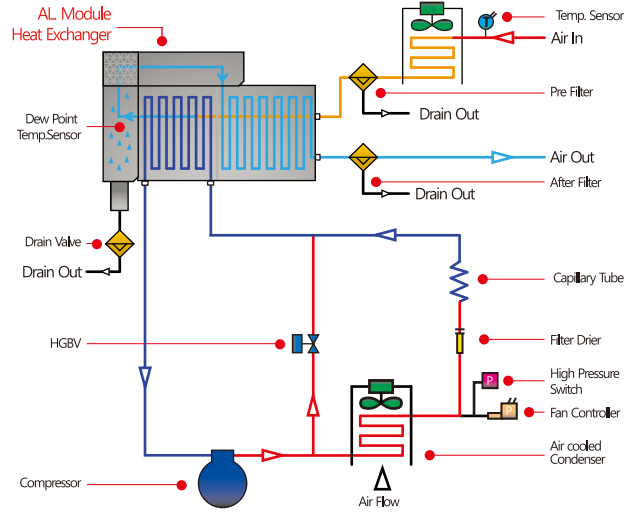 AL. Module
Heat Exchanger
Temp. Sensor
T
Air In
Pre Filter
Drain Out
Dew Point
Temp.Sensor
Air Out
After Filter
Drain Out
Drain Valve
Drain Out
Capillary Tube
HGBV
Filter Drier
High Pressure
Switch
P
Fan Controller
P
Air cooled
Condenser
Compressor
Air Flow